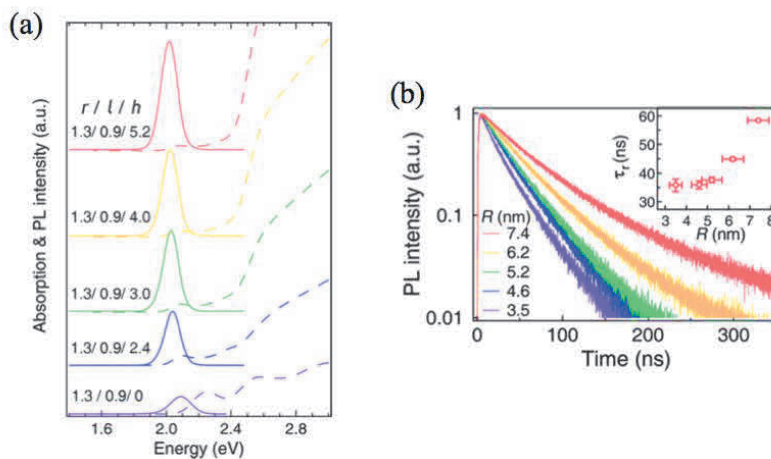 (a)
r / l / h
1.3/ 0.9/ 5.2
1.3/ 0.9/ 4.0
1.3/ 0.9/ 3.0
1.3/ 0.9/ 2.4
1.3 / 0.9/ 0
Absorption & PL intensity (a.u.)
1.6 2.0 2.4 2.8
Energy (eV)
(b)
1
0.1
0.01
PL intensity (a.u.)
R (nm)
7.4
6.2
5.2
4.6
3.5
0 100 200 300
Time (ns)
60
50
40
30
τr (ns)
3 4 5 6 7 8
R (nm)